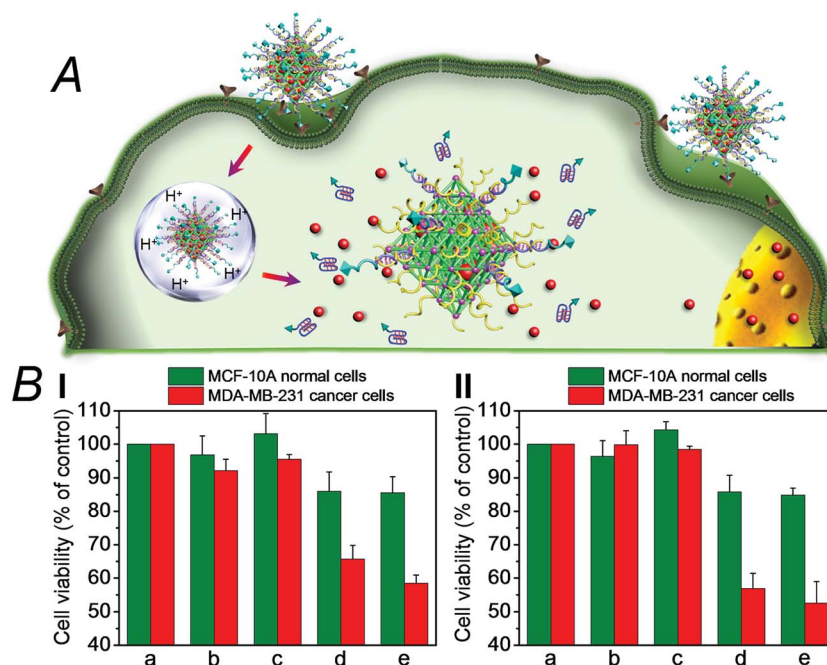 A
H⁺
H⁺
H⁺
H⁺
H⁺
B I
MCF-10A normal cells
MDA-MB-231 cancer cells
Cell viability (% of control)
110
100
90
80
70
60
50
40
a b c d e
II
MCF-10A normal cells
MDA-MB-231 cancer cells
Cell viability (% of control)
110
100
90
80
70
60
50
40
a b c d e